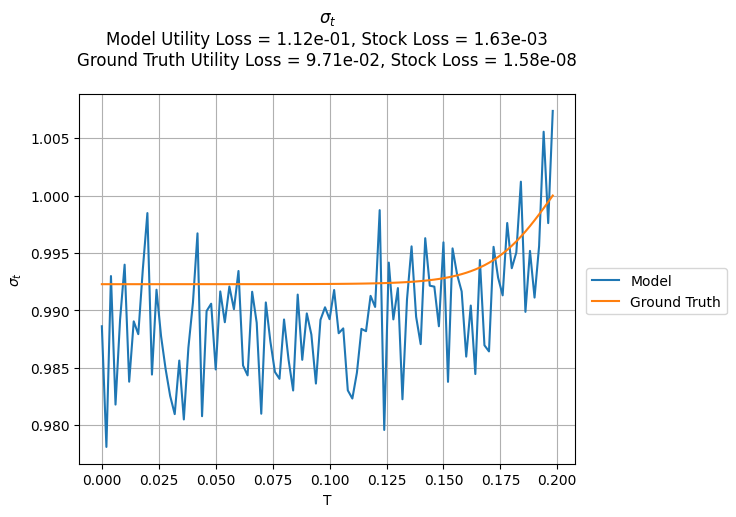 σₜ
Model Utility Loss = 1.12e-01, Stock Loss = 1.63e-03
Ground Truth Utility Loss = 9.71e-02, Stock Loss = 1.58e-08
1.005
1.000
0.995
0.990
0.985
0.980
σₜ
0.000 0.025 0.050 0.075 0.100 0.125 0.150 0.175 0.200
T
Model
Ground Truth